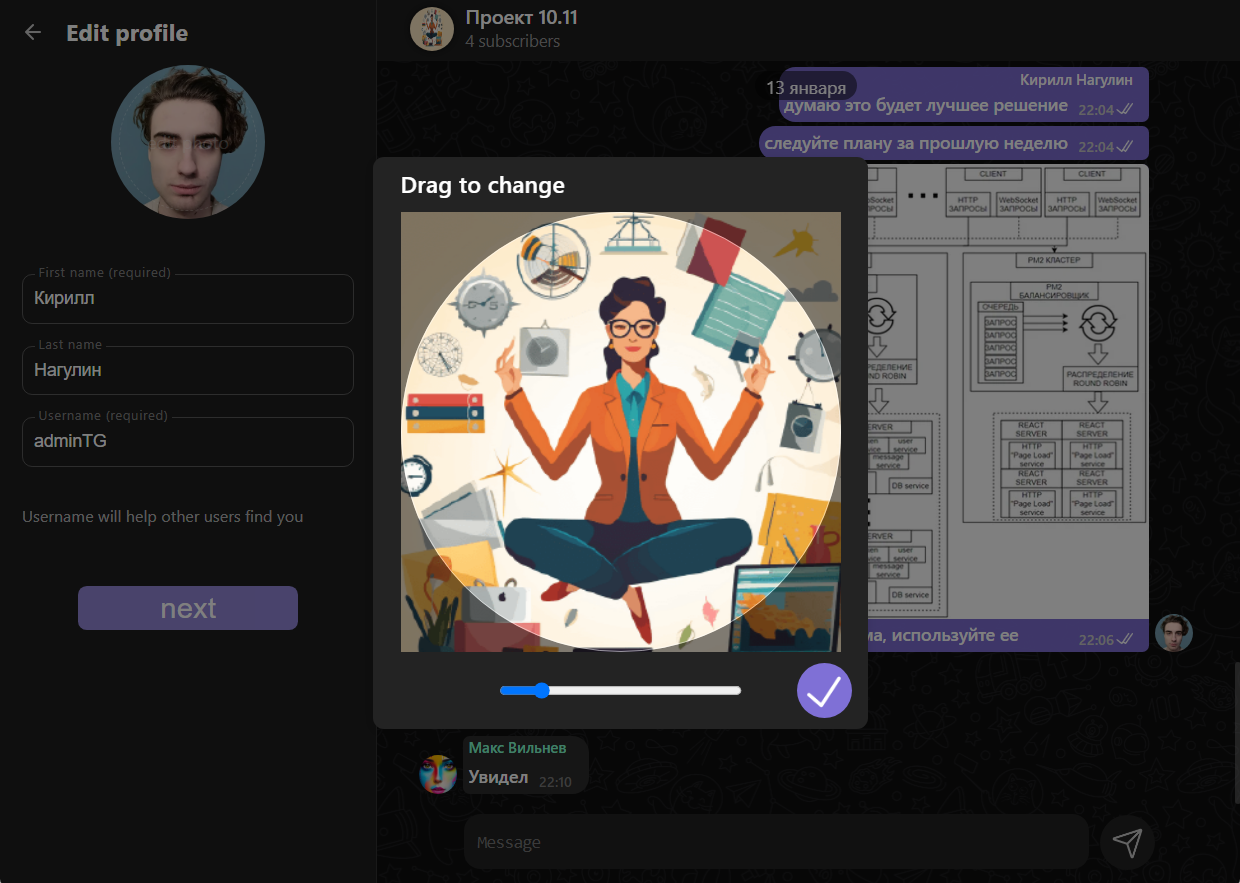 Edit profile
First name (required)
Кирилл
Last name
Нагулин
Username (required)
adminTG
Username will help other users find you
next
Проект 10.11
4 subscribers
13 января
Кирилл Нагулин
думаю это будет лучшее решение 22:04
следуйте плану за прошлую неделю 22:04
Drag to change
CLIENT
CLIENT
HTTP ЗАПРОСЫ
WebSocket ЗАПРОСЫ
HTTP ЗАПРОСЫ
WebSocket ЗАПРОСЫ
PM2 КЛАСТЕР
PM2
БАЛАНСИРОВЩИК
ОЧЕРЕДЬ
ЗАПРОС
ЗАПРОС
ЗАПРОС
ЗАПРОС
ЗАПРОС
РАСПРЕДЕЛЕНИЕ
ROUND ROBIN
REACT SERVER
REACT SERVER
HTTP "Page Load" service
HTTP "Page Load" service
REACT SERVER
REACT SERVER
HTTP "Page Load" service
HTTP "Page Load" service
user service
message service
DB service
user service
message service
DB service
используйте ее 22:06
Макс Вильнев
Увидел 22:10
Message